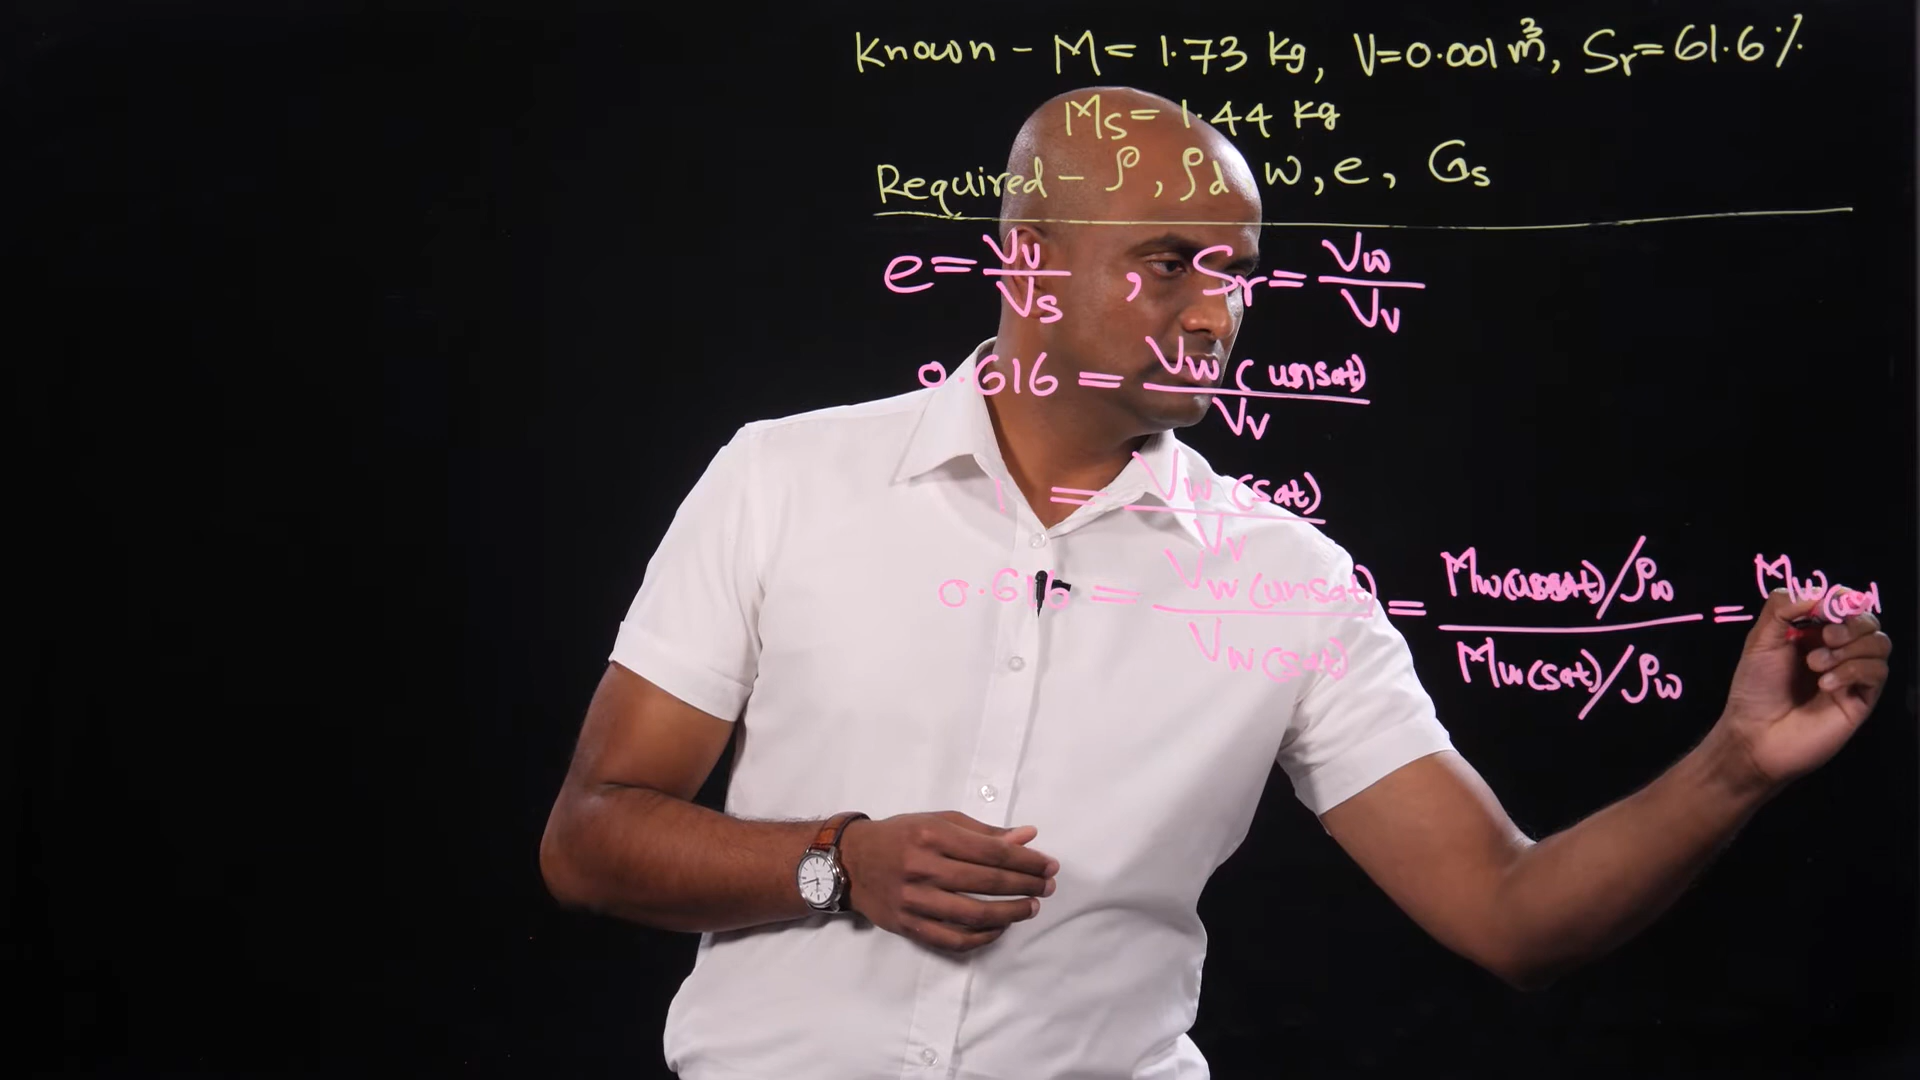 Known - M = 1.73 kg, V=0.001 m³, Sr = 61.6 %
Ms = 1.44 kg
Required - ρ, ρd w, e, Gs
e = Vv/Vs , Sr = Vw/Vv
0.616 = Vw (unsat)/Vv
1 = Vw (sat)/Vv
0.616 = Vw (unsat)/Vw (sat) = Mw(unsat)/ρw / Mw(sat)/ρw = Mw